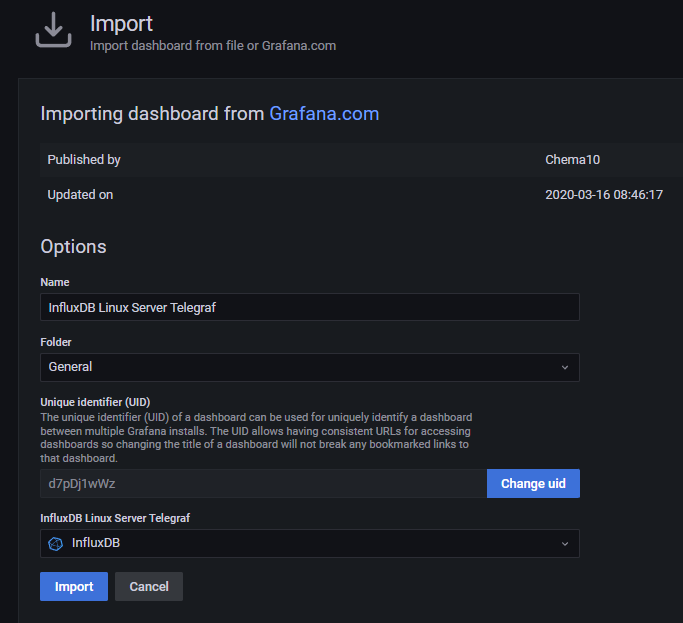 Import
Import dashboard from file or Grafana.com
Importing dashboard from Grafana.com
Published by Chema10
Updated on 2020-03-16 08:46:17
Options
Name
InfluxDB Linux Server Telegraf
Folder
General
Unique identifier (UID)
The unique identifier (UID) of a dashboard can be used for uniquely identify a dashboard
between multiple Grafana installs. The UID allows having consistent URLs for accessing
dashboards so changing the title of a dashboard will not break any bookmarked links to
that dashboard.
d7pDj1wWz Change uid
InfluxDB Linux Server Telegraf
InfluxDB
Import Cancel